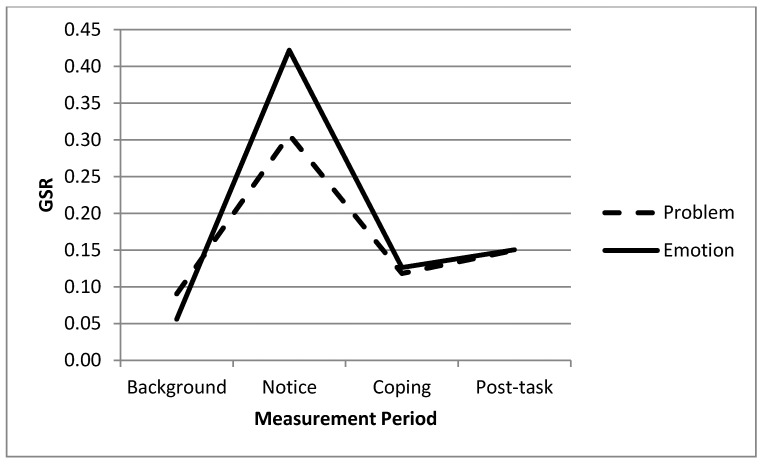 0.45
0.40
0.35
0.30
0.25
0.20
0.15
0.10
0.05
0.00
GSR
Background Notice Coping Post-task
Measurement Period
Problem
Emotion